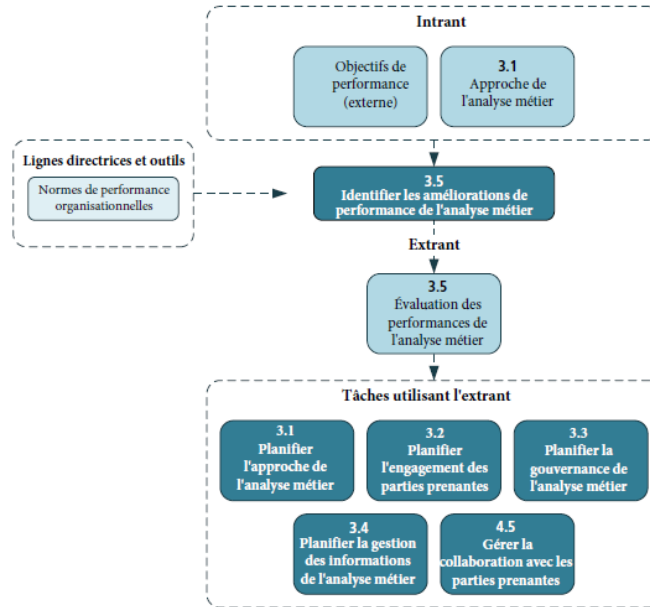 Intrant
Objectifs de
performance
(externe)
3.1
Approche de
l'analyse métier
Lignes directrices et outils
Normes de performance
organisationnelles
3.5
Identifier les améliorations de
performance de l'analyse métier
Extrant
3.5
Évaluation des
performances de
l'analyse métier
Tâches utilisant l'extrant
3.1
Planifier
l'approche de
l'analyse métier
3.2
Planifier
l'engagement des
parties prenantes
3.3
Planifier la
gouvernance de
l'analyse métier
3.4
Planifier la gestion
des informations
de l'analyse métier
4.5
Gérer la
collaboration avec les
parties prenantes